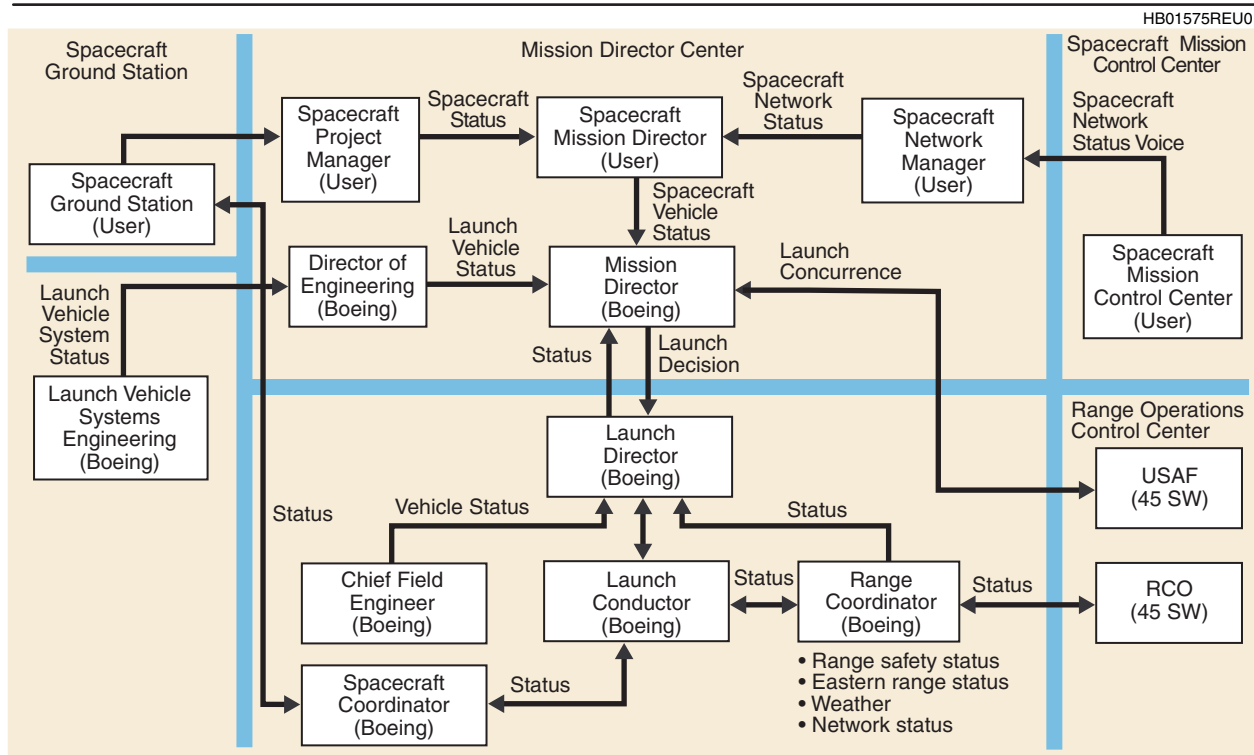 HB01575REU0
Spacecraft
Ground Station
Mission Director Center
Spacecraft Mission
Control Center
Spacecraft
Project
Manager
(User)
Spacecraft
Status
Spacecraft
Mission Director
(User)
Spacecraft
Network
Status
Spacecraft
Network
Manager
(User)
Spacecraft
Network
Status Voice
Spacecraft
Ground Station
(User)
Spacecraft
Vehicle
Status
Launch
Vehicle
System
Status
Director of
Engineering
(Boeing)
Launch
Vehicle
Status
Mission
Director
(Boeing)
Launch
Concurrence
Spacecraft
Mission
Control Center
(User)
Status
Launch
Decision
Launch Vehicle
Systems
Engineering
(Boeing)
Launch
Director
(Boeing)
Range Operations
Control Center
USAF
(45 SW)
Status
Vehicle Status
Status
Chief Field
Engineer
(Boeing)
Launch
Conductor
(Boeing)
Status
Range
Coordinator
(Boeing)
Status
RCO
(45 SW)
Spacecraft
Coordinator
(Boeing)
Status
• Range safety status
• Eastern range status
• Weather
• Network status